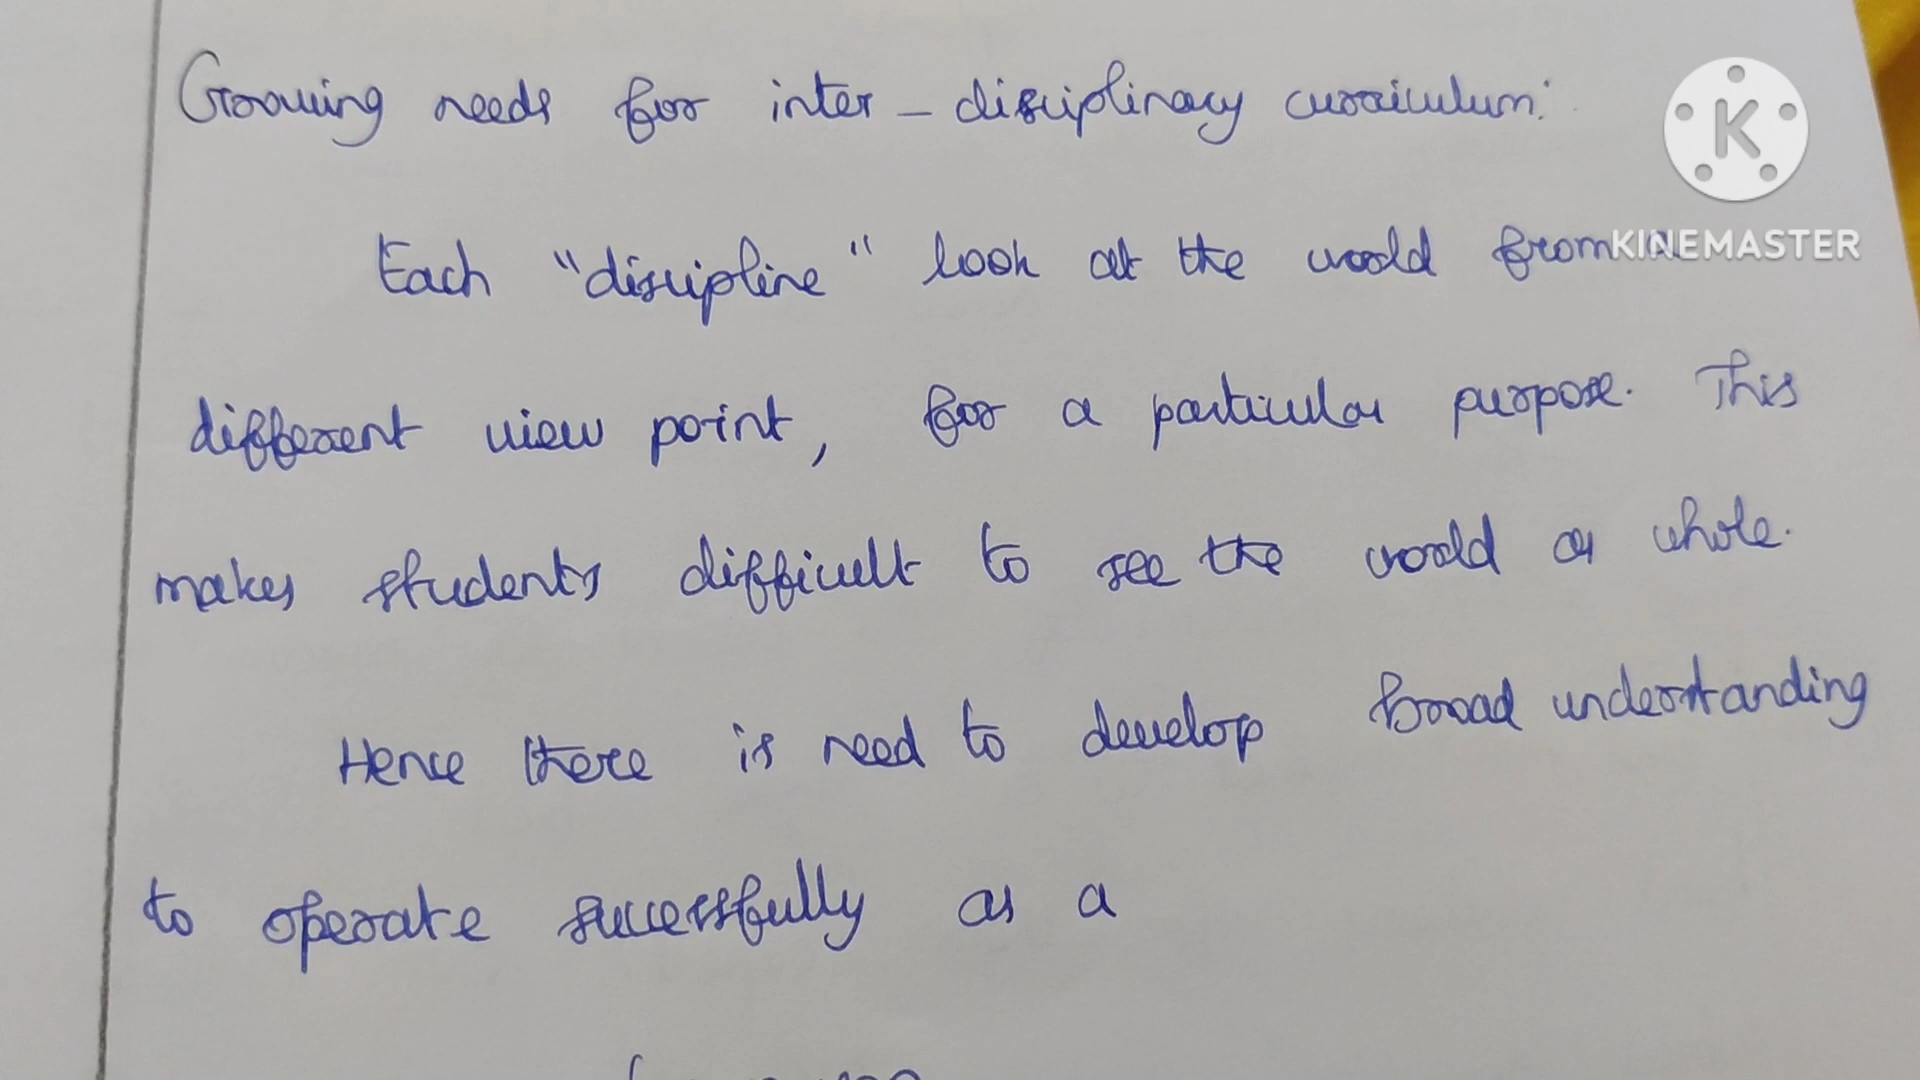 Growing needs for inter - disciplinary curriculum:
K
KINEMASTER
Each "discipline" look at the world from a
different view point, for a particular purpose. This
makes students difficult to see the world as whole.
Hence there is need to develop broad understanding
to operate successfully as a